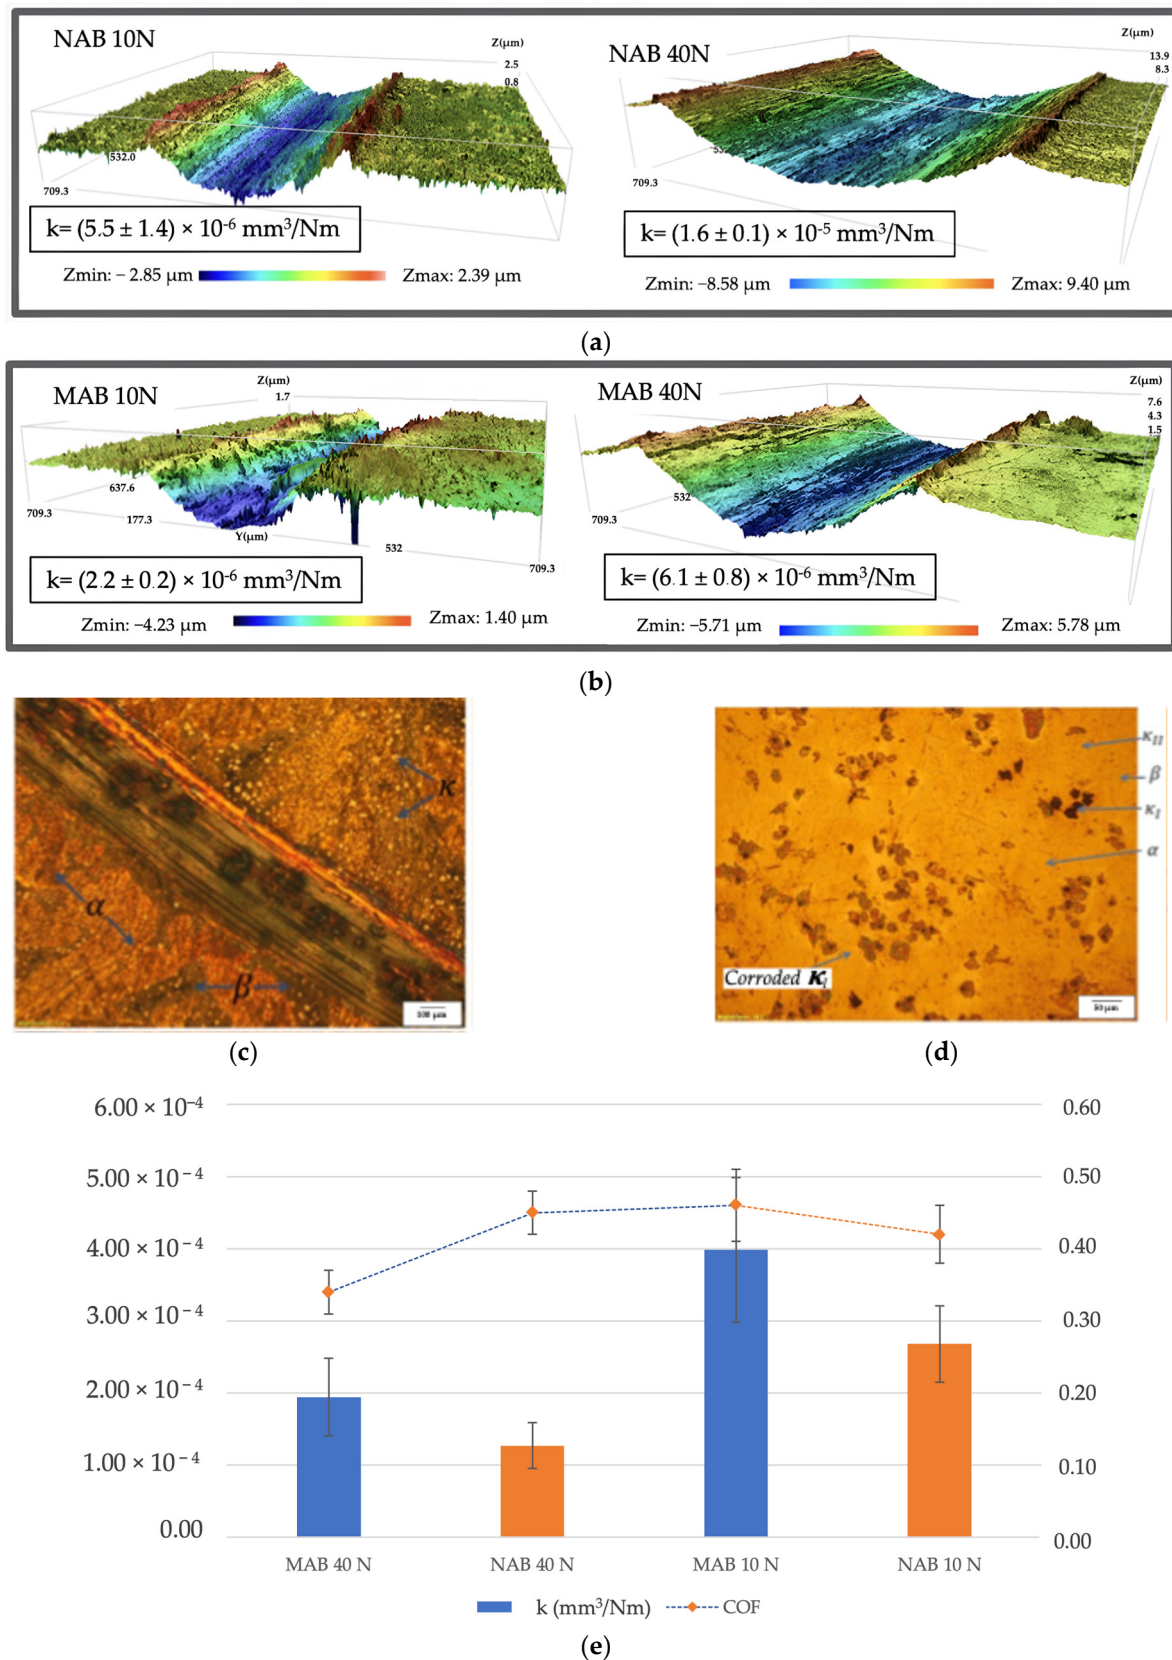 NAB 10N
Z(μm)
2.5
0.8
532.0
709.3
k= (5.5 ± 1.4) × 10⁻⁶ mm³/Nm
Zmin: – 2.85 μm
Zmax: 2.39 μm
NAB 40N
Z(μm)
13.9
8.3
709.3
k= (1.6 ± 0.1) × 10⁻⁵ mm³/Nm
Zmin: –8.58 μm
Zmax: 9.40 μm
(a)
MAB 10N
Z(μm)
1.7
637.6
709.3
177.3
Y(μm)
532
709.3
k= (2.2 ± 0.2) × 10⁻⁶ mm³/Nm
Zmin: –4.23 μm
Zmax: 1.40 μm
MAB 40N
Z(μm)
7.6
4.3
1.5
532
709.3
k= (6.1 ± 0.8) × 10⁻⁶ mm³/Nm
Zmin: –5.71 μm
Zmax: 5.78 μm
(b)
κ
α
β
(c)
κII
β
κI
α
Corroded κI
50 μm
(d)
6.00 × 10⁻⁴
5.00 × 10⁻⁴
4.00 × 10⁻⁴
3.00 × 10⁻⁴
2.00 × 10⁻⁴
1.00 × 10⁻⁴
0.00
0.60
0.50
0.40
0.30
0.20
0.10
0.00
MAB 40 N
NAB 40 N
MAB 10 N
NAB 10 N
k (mm³/Nm)
COF
(e)